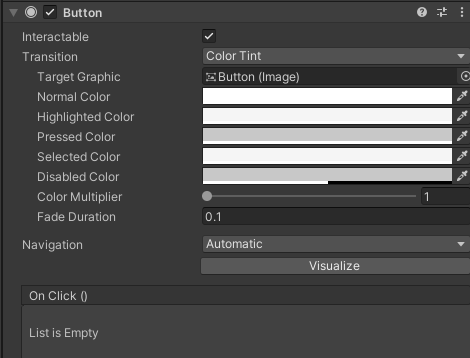 Button
Interactable
Transition Color Tint
Target Graphic Button (Image)
Normal Color
Highlighted Color
Pressed Color
Selected Color
Disabled Color
Color Multiplier 1
Fade Duration 0.1
Navigation Automatic
Visualize
On Click ()
List is Empty